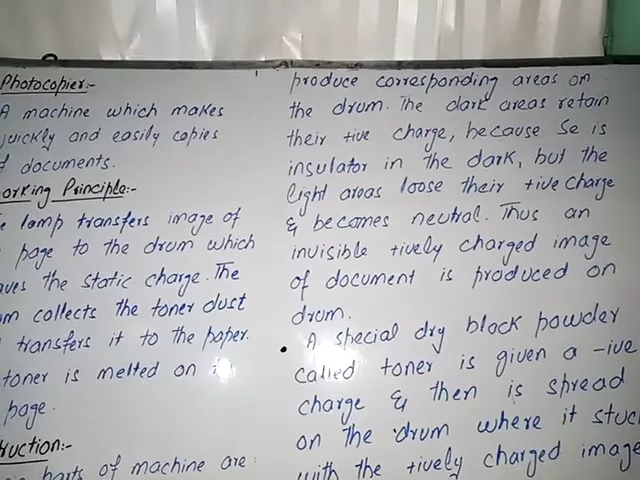 Photocopier:-
A machine which makes
quickly and easily copies
documents.
Principle:-
lamp transfers image of
page to the drum which
the static charge. The
collects the toner dust
transfers it to the paper.
toner is melted on
page.
parts of machine are:
produce corresponding areas on
the drum. The dark areas retain
their +ive charge, because Se is
insulator in the dark, but the
light areas loose their +ive charge
& becomes neutral. Thus an
invisible +ively charged image
of document is produced on
drum.
• A special dry black powder
called toner is given a -ive
charge & then is spread
on the drum where it stuck
with the +ively charged image